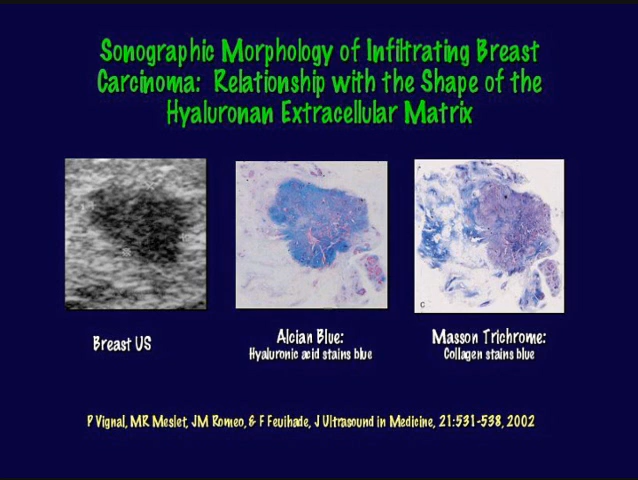 Sonographic Morphology of Infiltrating Breast
Carcinoma: Relationship with the Shape of the
Hyaluronan Extracellular Matrix
C
Breast US
Alcian Blue:
Hyaluronic acid stains blue
Masson Trichrome:
Collagen stains blue
P Vignal, MR Meslet, JM Romeo, & F Feuihade, J Ultrasound in Medicine, 21:531-538, 2002